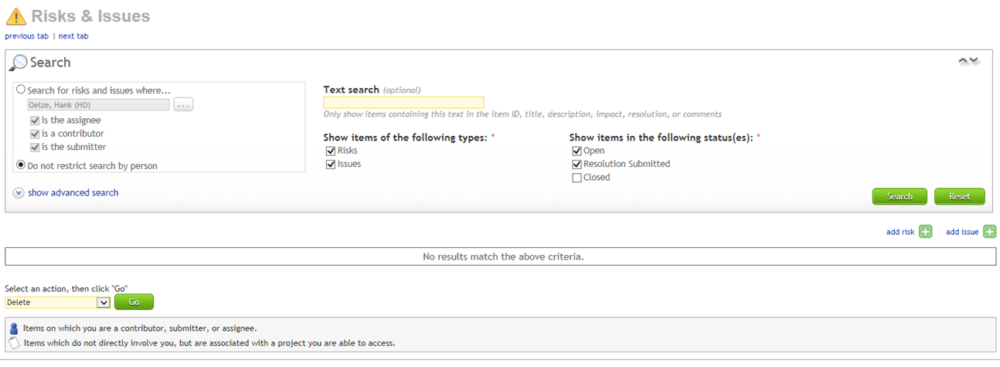 Risks & Issues
previous tab | next tab
Search
Search for risks and issues where...
Oelze, Hank (HO)
...
is the assignee
is a contributor
is the submitter
Do not restrict search by person
show advanced search
Text search (optional)
Only show items containing this text in the item ID, title, description, impact, resolution, or comments
Show items of the following types: *
Risks
Issues
Show items in the following status(es): *
Open
Resolution Submitted
Closed
Search Reset
add risk add issue
No results match the above criteria.
Select an action, then click "Go"
Delete Go
Items on which you are a contributor, submitter, or assignee.
Items which do not directly involve you, but are associated with a project you are able to access.